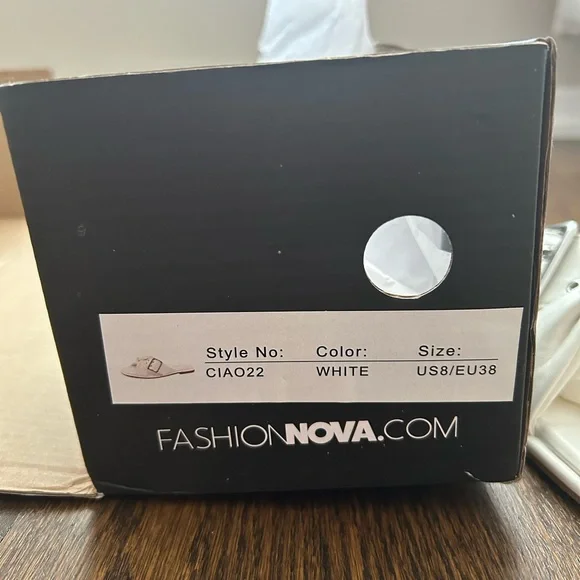 Style No: Color: Size:
CIAO22 WHITE US8/EU38
FASHIONNOVA.COM